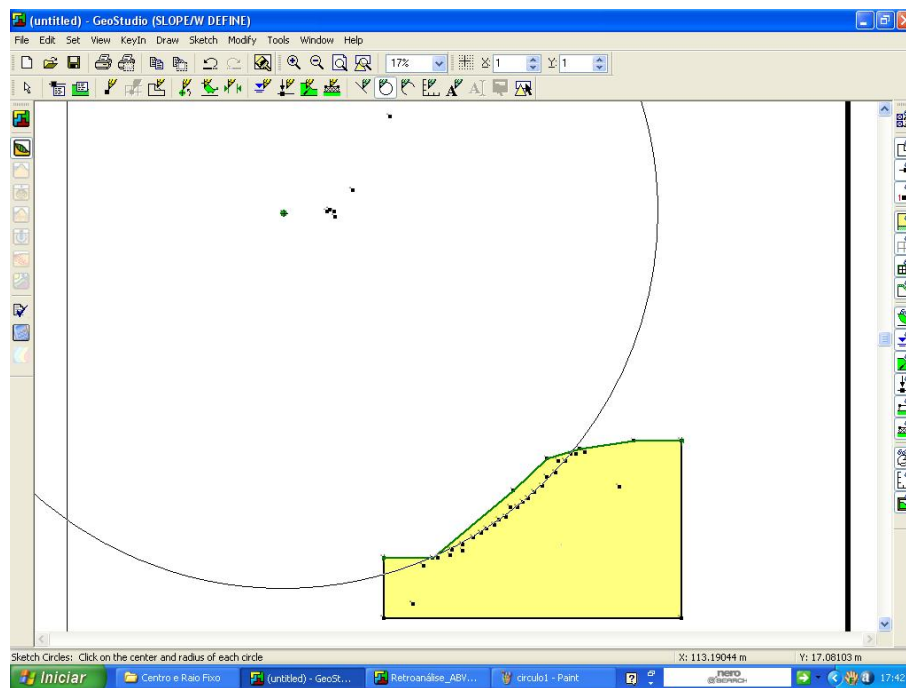 (untitled) - GeoStudio (SLOPE/W DEFINE)
File Edit Set View KeyIn Draw Sketch Modify Tools Window Help
17% X: 1 Y: 1
Sketch Circles: Click on the center and radius of each circle X: 113.19044 m Y: 17.08103 m
Iniciar Centro e Raio Fixo (untitled) - GeoSt... Retroanálise_ABV... circulo1 - Paint nero SEARCH 17:42